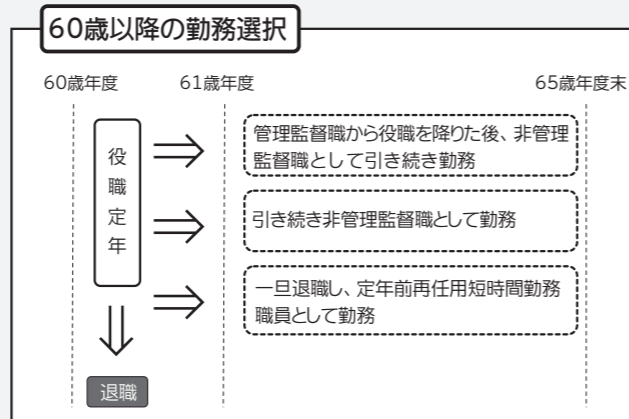 60歳以降の勤務選択
60歳年度
61歳年度
65歳年度末
役職定年
管理監督職から役職を降りた後、非管理
監督職として引き続き勤務
引き続き非管理監督職として勤務
一旦退職し、定年前再任用短時間勤務
職員として勤務
退職